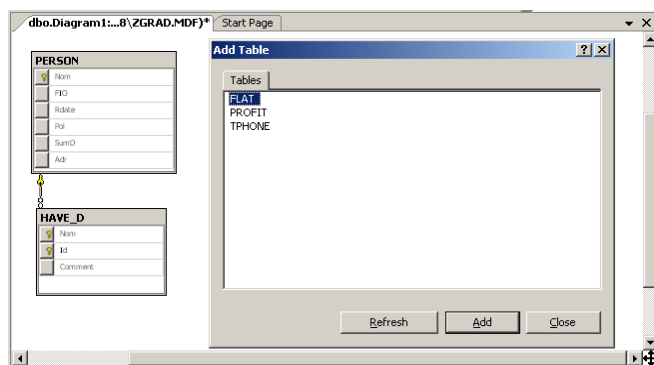 dbo.Diagram1:...8\ZGRAD.MDF)* Start Page
PERSON
Nom
FIO
Rdate
Pol
SumD
Adr
HAVE_D
Nom
Id
Comment
Add Table
Tables
FLAT
PROFIT
TPHONE
Refresh Add Close